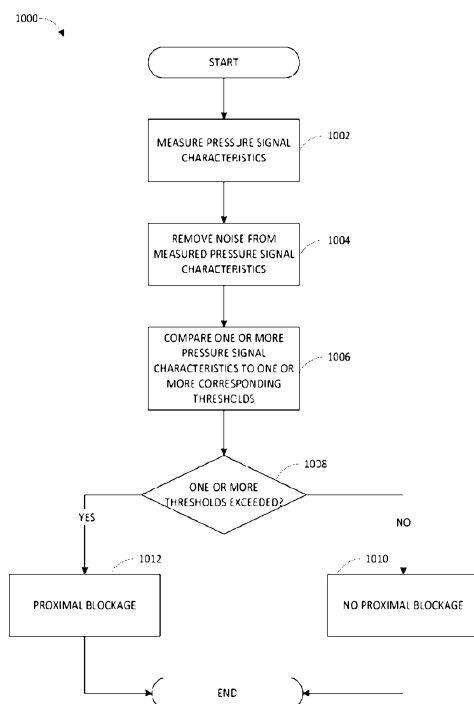 1000
START
MEASURE PRESSURE SIGNAL
CHARACTERISTICS
1002
REMOVE NOISE FROM
MEASURED PRESSURE SIGNAL
CHARACTERISTICS
1004
COMPARE ONE OR MORE
PRESSURE SIGNAL
CHARACTERISTICS TO ONE OR
MORE CORRESPONDING
THRESHOLDS
1006
ONE OR MORE
THRESHOLDS EXCEEDED?
1008
YES
NO
PROXIMAL BLOCKAGE
1012
NO PROXIMAL BLOCKAGE
1010
END